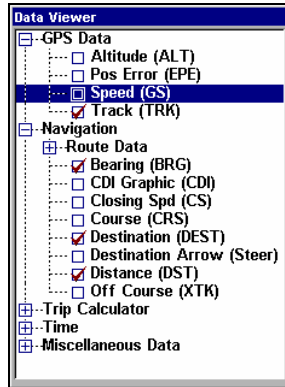 Data Viewer
GPS Data
Altitude (ALT)
Pos Error (EPE)
Speed (GS)
Track (TRK)
Navigation
Route Data
Bearing (BRG)
CDI Graphic (CDI)
Closing Spd (CS)
Course (CRS)
Destination (DEST)
Destination Arrow (Steer)
Distance (DST)
Off Course (XTK)
Trip Calculator
Time
Miscellaneous Data